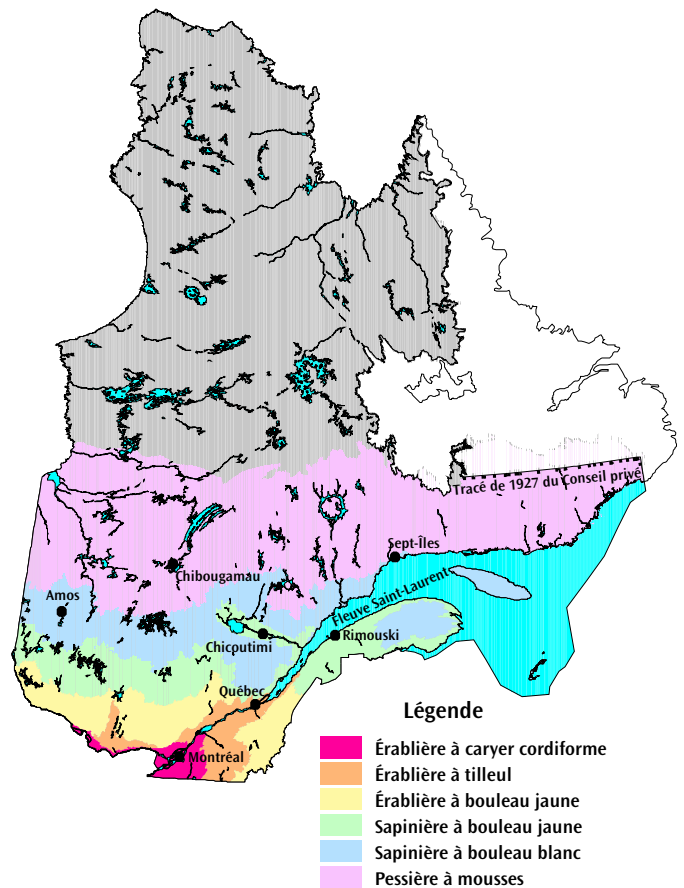 Tracé de 1927 du Conseil privé
Sept-Îles
Chibougamau
Fleuve Saint-Laurent
Amos
Rimouski
Chicoutimi
Québec
Montréal
Légende
Érablière à caryer cordiforme
Érablière à tilleul
Érablière à bouleau jaune
Sapinière à bouleau jaune
Sapinière à bouleau blanc
Pessière à mousses